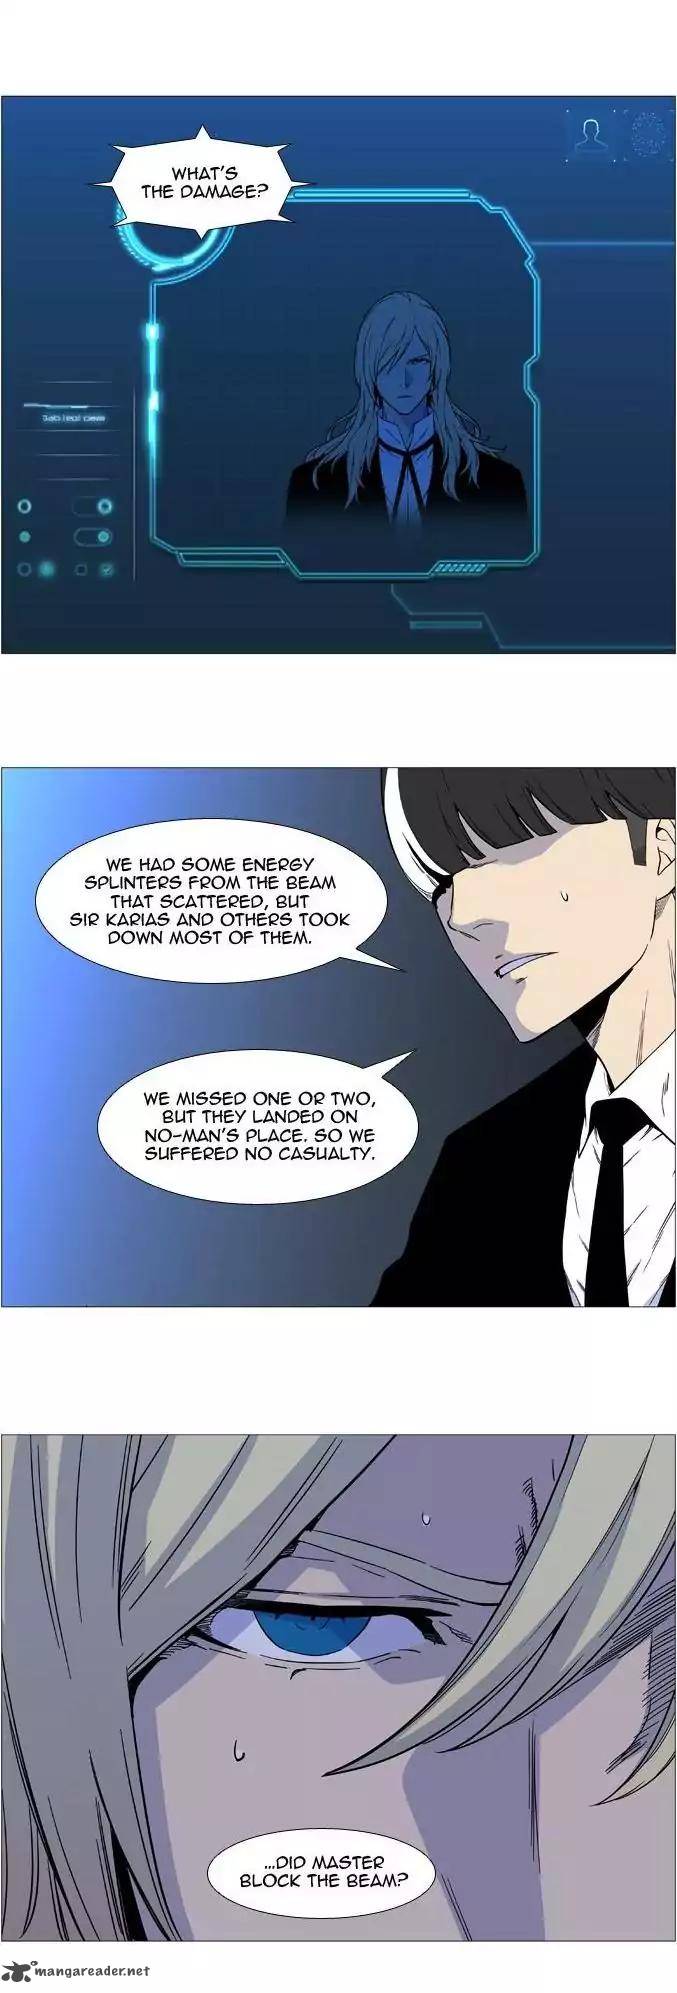 WHAT'S
THE DAMAGE?
WE HAD SOME ENERGY
SPLINTERS FROM THE BEAM
THAT SCATTERED, BUT
SIR KARIAS AND OTHERS TOOK
DOWN MOST OF THEM.
WE MISSED ONE OR TWO,
BUT THEY LANDED ON
NO-MAN'S PLACE. SO WE
SUFFERED NO CASUALTY.
...DID MASTER
BLOCK THE BEAM?
mangareader.net